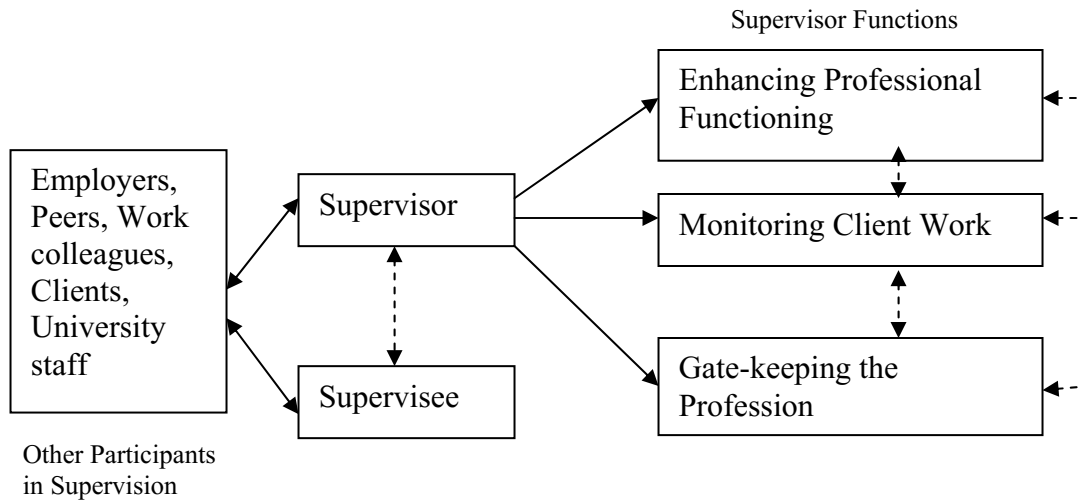 Supervisor Functions
Enhancing Professional
Functioning
Employers,
Peers, Work
colleagues,
Clients,
University
staff
Supervisor
Monitoring Client Work
Supervisee
Gate-keeping the
Profession
Other Participants
in Supervision